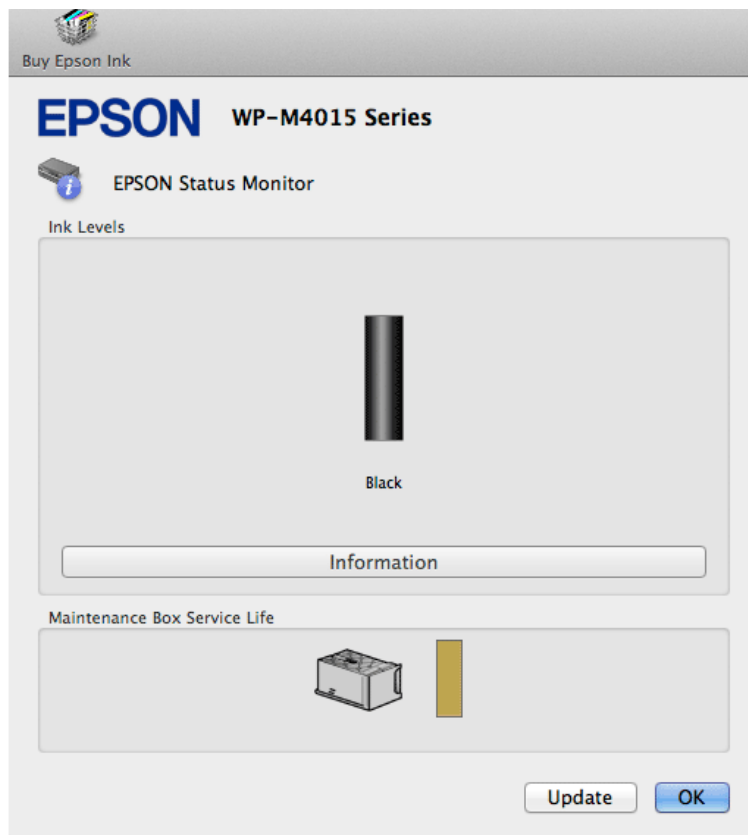 Buy Epson Ink
EPSON WP-M4015 Series
EPSON Status Monitor
Ink Levels
Black
Information
Maintenance Box Service Life
Update OK